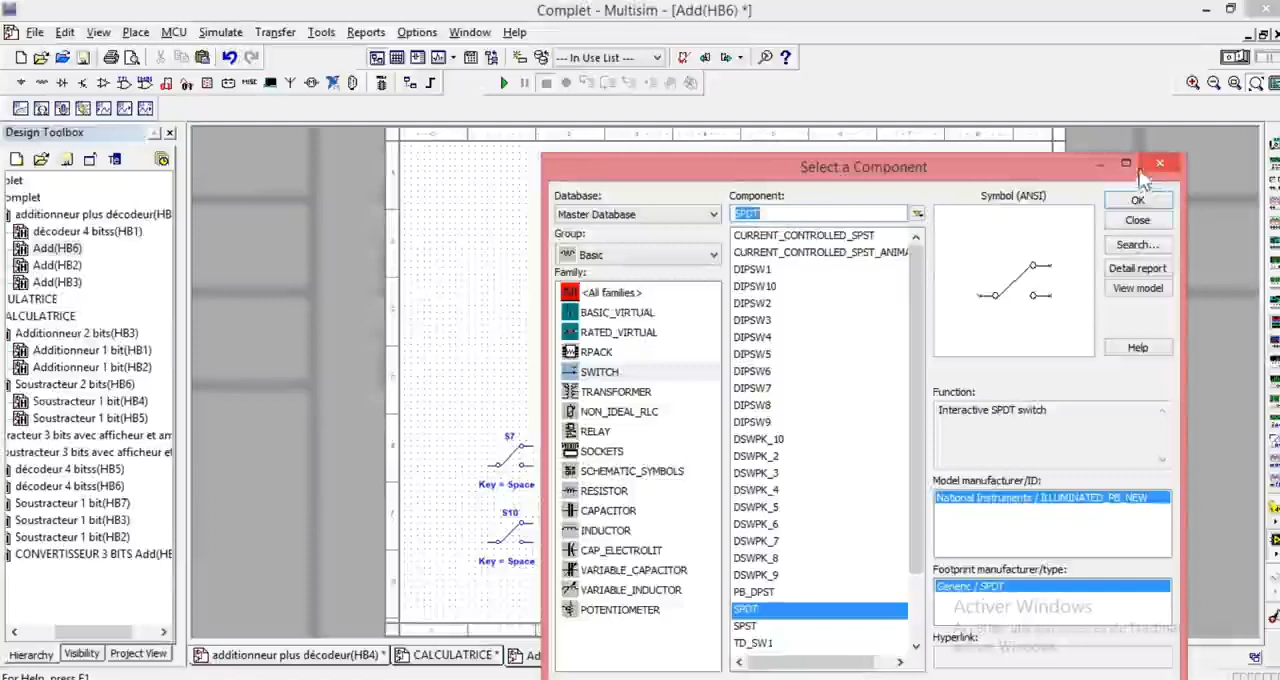 Complet - Multisim - [Add(HB6) *]
File Edit View Place MCU Simulate Transfer Tools Reports Options Window Help
--- In Use List ---
Design Toolbox
plet
omplet
additionneur plus décodeur(HB
décodeur 4 bitss(HB1)
Add(HB6)
Add(HB2)
Add(HB3)
ULATRICE
ALCULATRICE
Additionneur 2 bits(HB3)
Additionneur 1 bit(HB1)
Additionneur 1 bit(HB2)
Soustracteur 2 bits(HB6)
Soustracteur 1 bit(HB4)
Soustracteur 1 bit(HB5)
racteur 3 bits avec afficheur et am
oustracteur 3 bits avec afficheur et
décodeur 4 bitss(HB5)
décodeur 4 bitss(HB6)
Soustracteur 1 bit(HB7)
Soustracteur 1 bit(HB3)
Soustracteur 1 bit(HB2)
CONVERTISSEUR 3 BITS Add(HE
Hierarchy Visibility Project View
S7
Key = Space
S10
Key = Space
Select a Component
Database:
Master Database
Group:
Basic
Family:
<All families>
BASIC_VIRTUAL
RATED_VIRTUAL
RPACK
SWITCH
TRANSFORMER
NON_IDEAL_RLC
RELAY
SOCKETS
SCHEMATIC_SYMBOLS
RESISTOR
CAPACITOR
INDUCTOR
CAP_ELECTROLIT
VARIABLE_CAPACITOR
VARIABLE_INDUCTOR
POTENTIOMETER
Component:
SPDT
CURRENT_CONTROLLED_SPST
CURRENT_CONTROLLED_SPST_ANIMA
DIPSW1
DIPSW10
DIPSW2
DIPSW3
DIPSW4
DIPSW5
DIPSW6
DIPSW7
DIPSW8
DIPSW9
DSWPK_10
DSWPK_2
DSWPK_3
DSWPK_4
DSWPK_5
DSWPK_6
DSWPK_7
DSWPK_8
DSWPK_9
PB_DPST
SPDT
SPST
TD_SW1
Symbol (ANSI)
OK
Close
Search...
Detail report
View model
Help
Function:
Interactive SPDT switch
Model manufacturer/ID:
National Instruments / ILLUMINATED_PB_NEW
Footprint manufacturer/type:
Generic / SPDT
Activer Windows
Hyperlink:
activer Windows.
additionneur plus décodeur(HB4) * CALCULATRICE * Ad
For Help, press F1